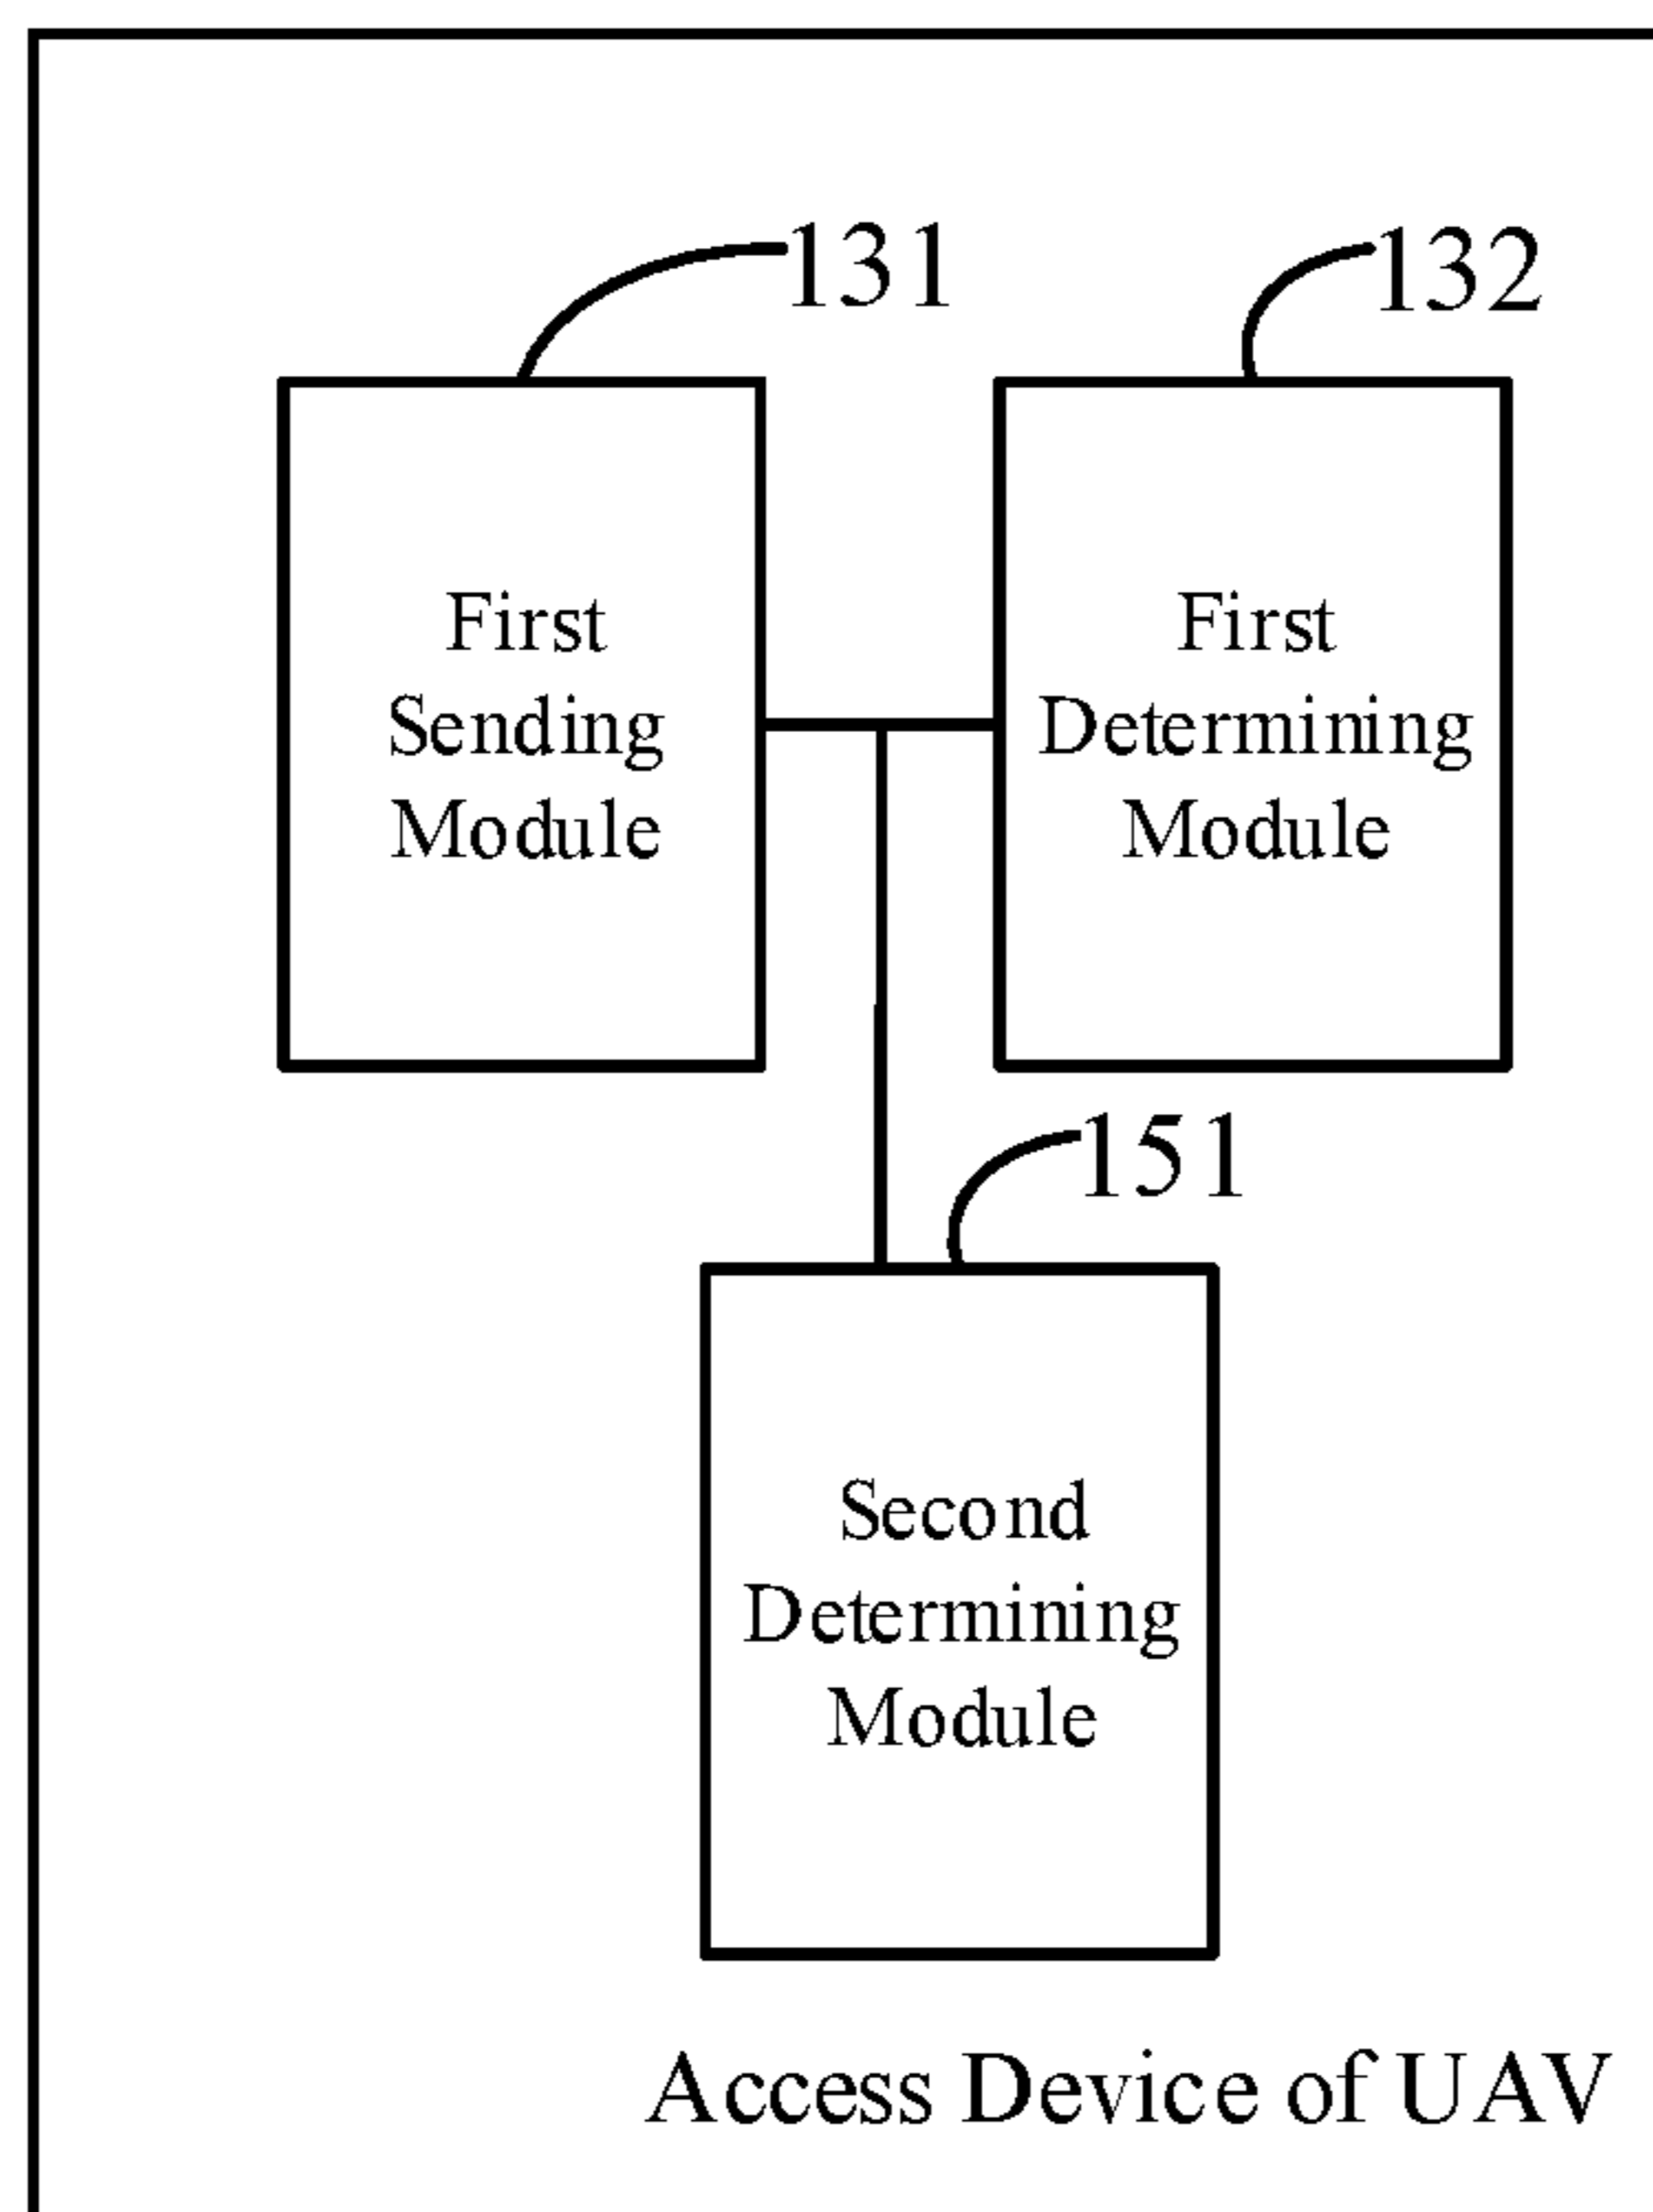 131
132
First
Sending
Module
First
Determining
Module
151
Second
Determining
Module
Access Device of UAV